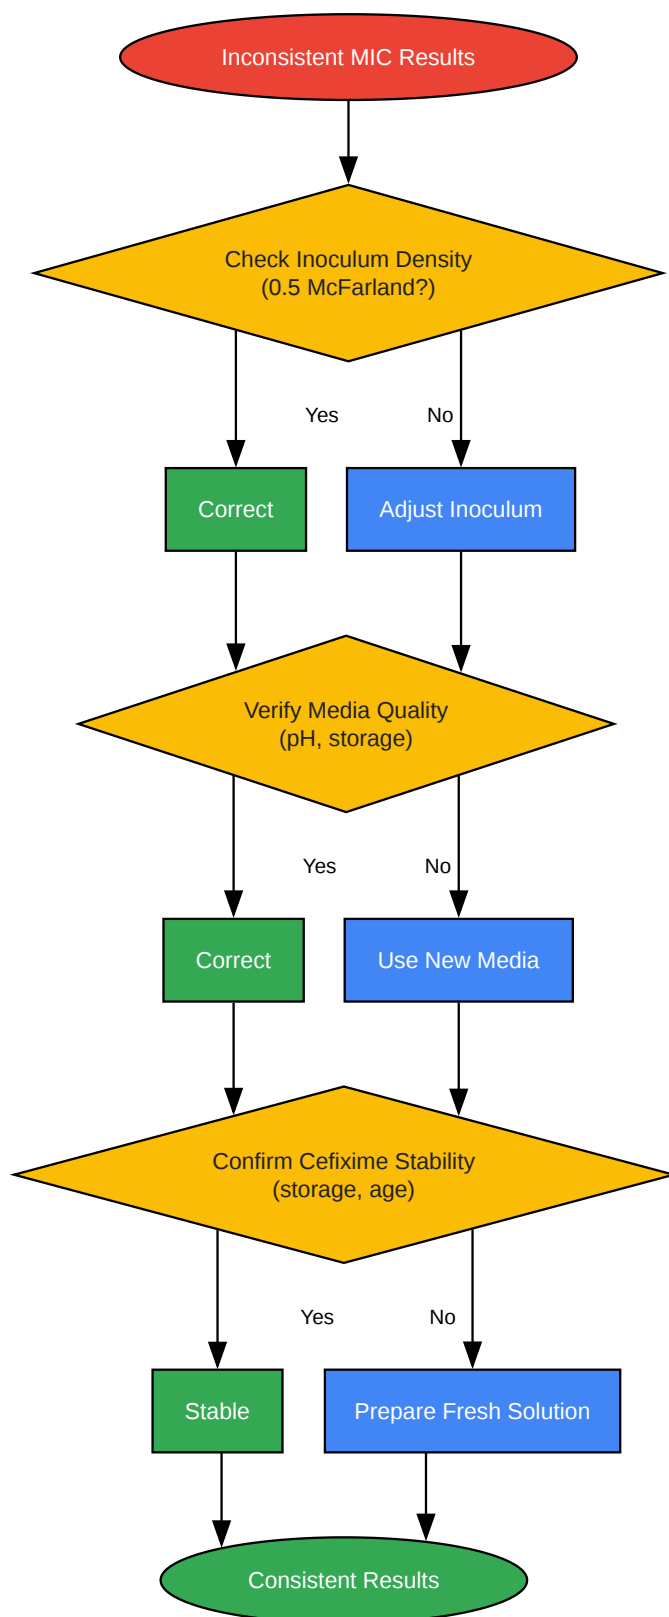 Inconsistent MIC Results
Check Inoculum Density
(0.5 McFarland?)
Yes
No
Correct
Adjust Inoculum
Verify Media Quality
(pH, storage)
Yes
No
Correct
Use New Media
Confirm Cefixime Stability
(storage, age)
Yes
No
Stable
Prepare Fresh Solution
Consistent Results